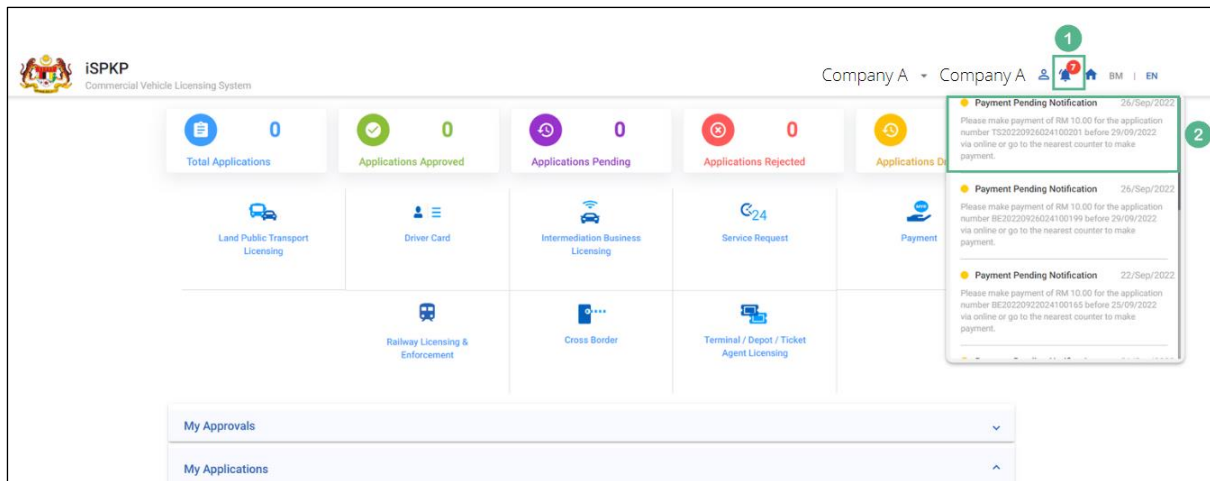 1
iSPKP
Commercial Vehicle Licensing System
Company A Company A 7 BM | EN
0 0 0 0
Total Applications Applications Approved Applications Pending Applications Rejected Applications
Payment Pending Notification 26/Sep/2022
Please make payment of RM 10.00 for the application
number TS20220926024100201 before 29/09/2022
via online or go to the nearest counter to make
payment.
2
Payment Pending Notification 26/Sep/2022
Please make payment of RM 10.00 for the application
number BE20220926024100199 before 29/09/2022
via online or go to the nearest counter to make
payment.
Payment Pending Notification 22/Sep/2022
Please make payment of RM 10.00 for the application
number BE20220922024100165 before 25/09/2022
via online or go to the nearest counter to make
payment.
24
Land Public Transport
Licensing
Driver Card
Intermediation Business
Licensing
Service Request
Payment
Railway Licensing &
Enforcement
Cross Border
Terminal / Depot / Ticket
Agent Licensing
My Approvals
My Applications